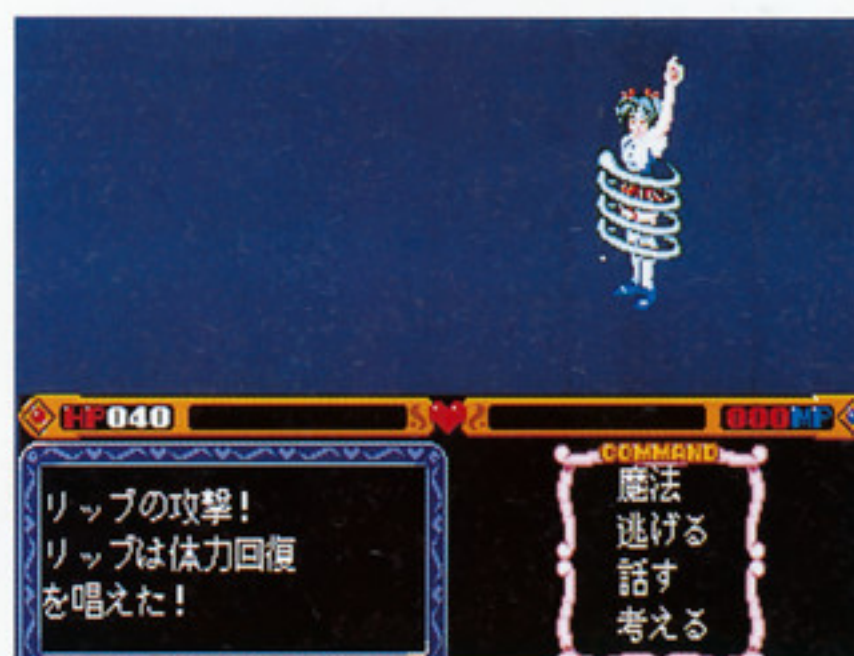 HP040
000MP
COMMAND
リップの攻撃!
リップは体力回復
を唱えた!
魔法
逃げる
話す
考える